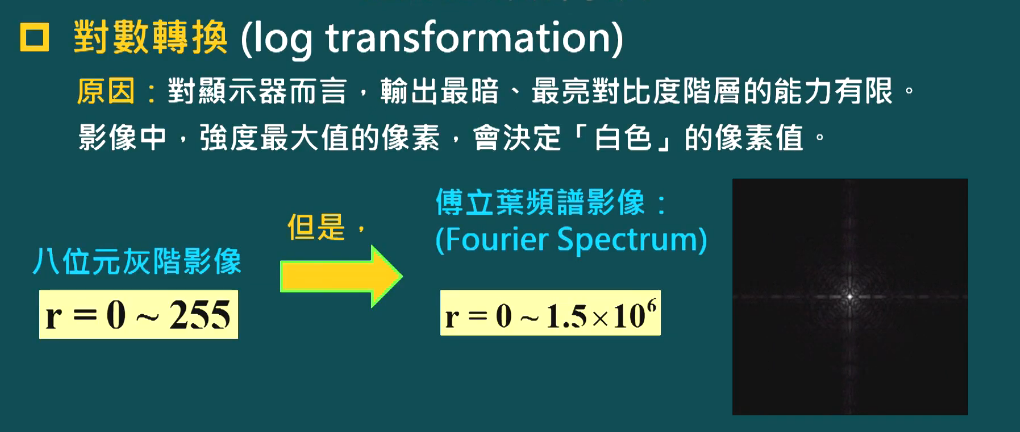 對數轉換 (log transformation)
原因：對顯示器而言，輸出最暗、最亮對比度階層的能力有限。
影像中，強度最大值的像素，會決定「白色」的像素值。
八位元灰階影像
r = 0 ~ 255
但是，
傅立葉頻譜影像：
(Fourier Spectrum)
r = 0 ~ 1.5×10⁶